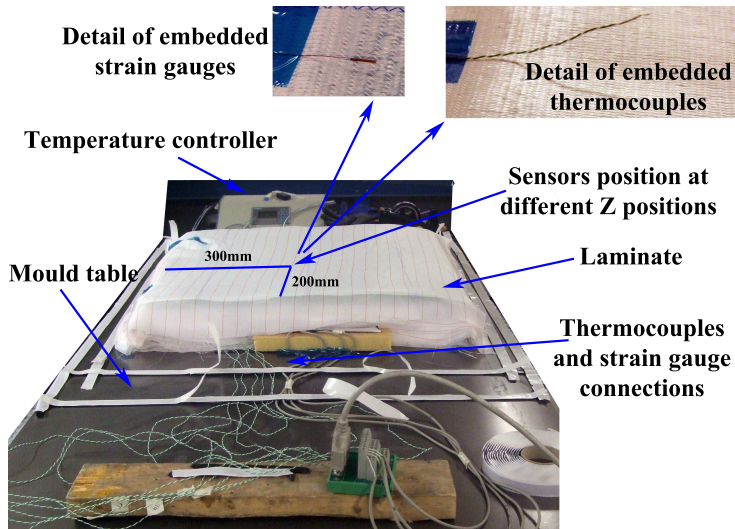 Detail of embedded
strain gauges
Detail of embedded
thermocouples
Temperature controller
Sensors position at
different Z positions
300mm
200mm
Mould table
Laminate
Thermocouples
and strain gauge
connections